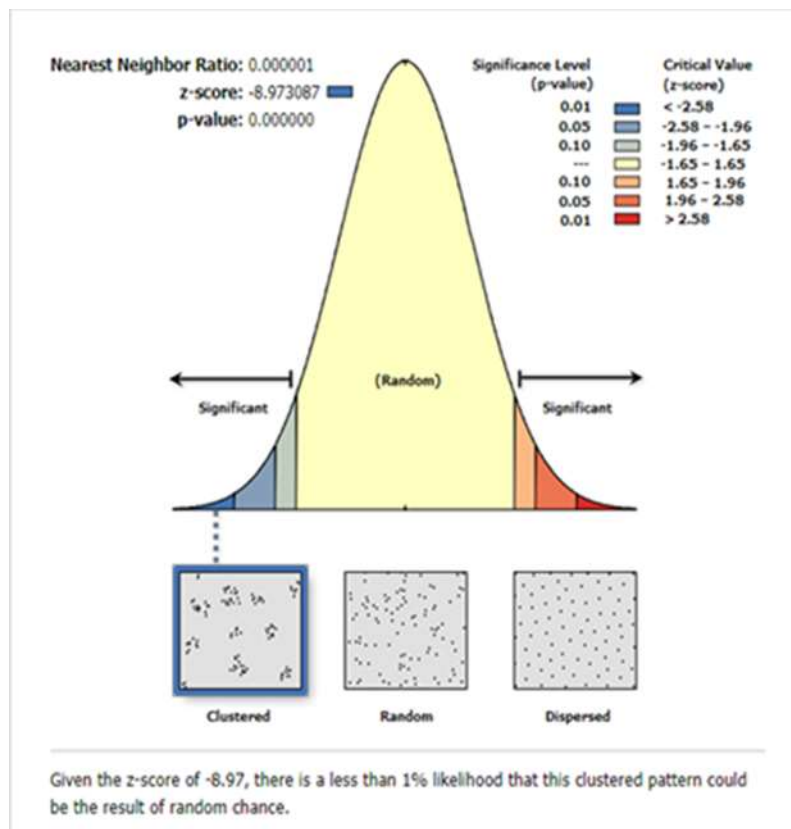 Nearest Neighbor Ratio: 0.000001
z-score: -8.973087
p-value: 0.000000
Significance Level
(p-value)
Critical Value
(z-score)
0.01 < -2.58
0.05 -2.58 - -1.96
0.10 -1.96 - -1.65
--- -1.65 - 1.65
0.10 1.65 - 1.96
0.05 1.96 - 2.58
0.01 > 2.58
(Random)
Significant
Significant
Clustered
Random
Dispersed
Given the z-score of -8.97, there is a less than 1% likelihood that this clustered pattern could
be the result of random chance.